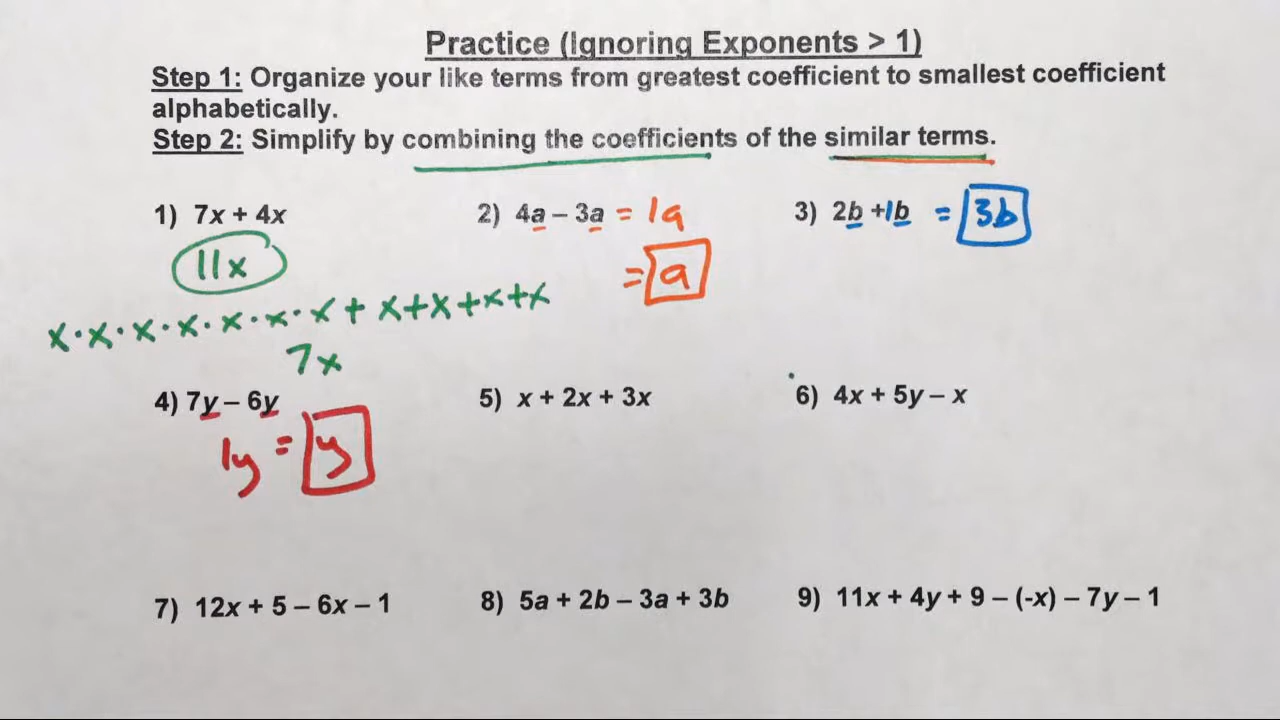 Practice (Ignoring Exponents > 1)
Step 1: Organize your like terms from greatest coefficient to smallest coefficient
alphabetically.
Step 2: Simplify by combining the coefficients of the similar terms.
1) 7x + 4x
11x
x·x·x·x·x·x·x + x+x+x+x
7x
2) 4a – 3a = 1a
= a
3) 2b +1b = 3b
4) 7y – 6y
1y = y
5) x + 2x + 3x
6) 4x + 5y – x
7) 12x + 5 – 6x – 1
8) 5a + 2b – 3a + 3b
9) 11x + 4y + 9 – (-x) – 7y – 1